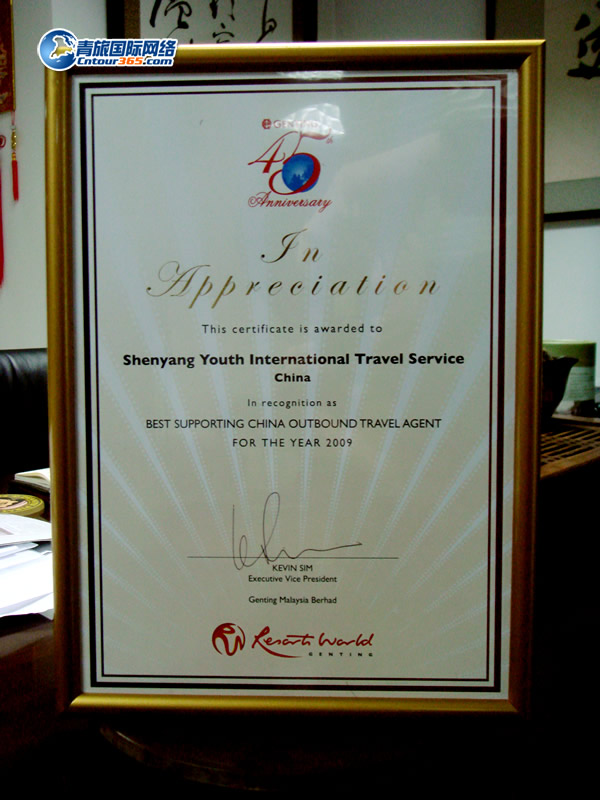 青旅国际网络
Cntour365.com
45th
Anniversary
In
Appreciation
This certificate is awarded to
Shenyang Youth International Travel Service
China
In recognition as
BEST SUPPORTING CHINA OUTBOUND TRAVEL AGENT
FOR THE YEAR 2009
KEVIN SIM
Executive Vice President
Genting Malaysia Berhad
Resorts World
GENTING